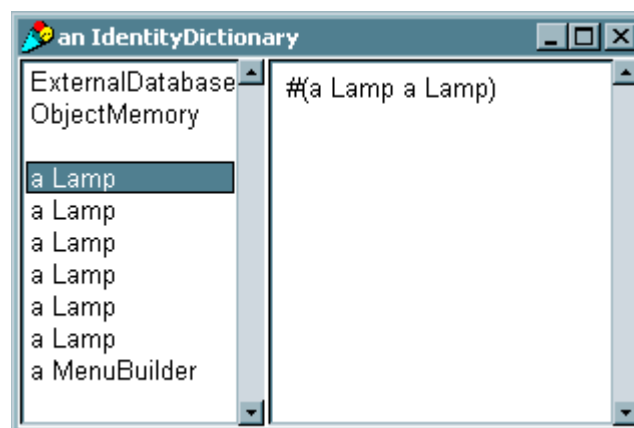 an IdentityDictionary
ExternalDatabase
ObjectMemory
a Lamp
a Lamp
a Lamp
a Lamp
a Lamp
a Lamp
a MenuBuilder
#(a Lamp a Lamp)